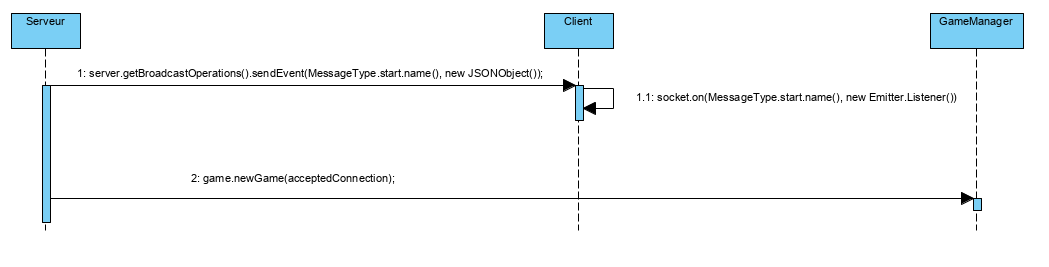 Serveur
Client
GameManager
1: server.getBroadcastOperations().sendEvent(MessageType.start.name(), new JSONObject());
1.1: socket.on(MessageType.start.name(), new Emitter.Listener())
2: game.newGame(acceptedConnection);